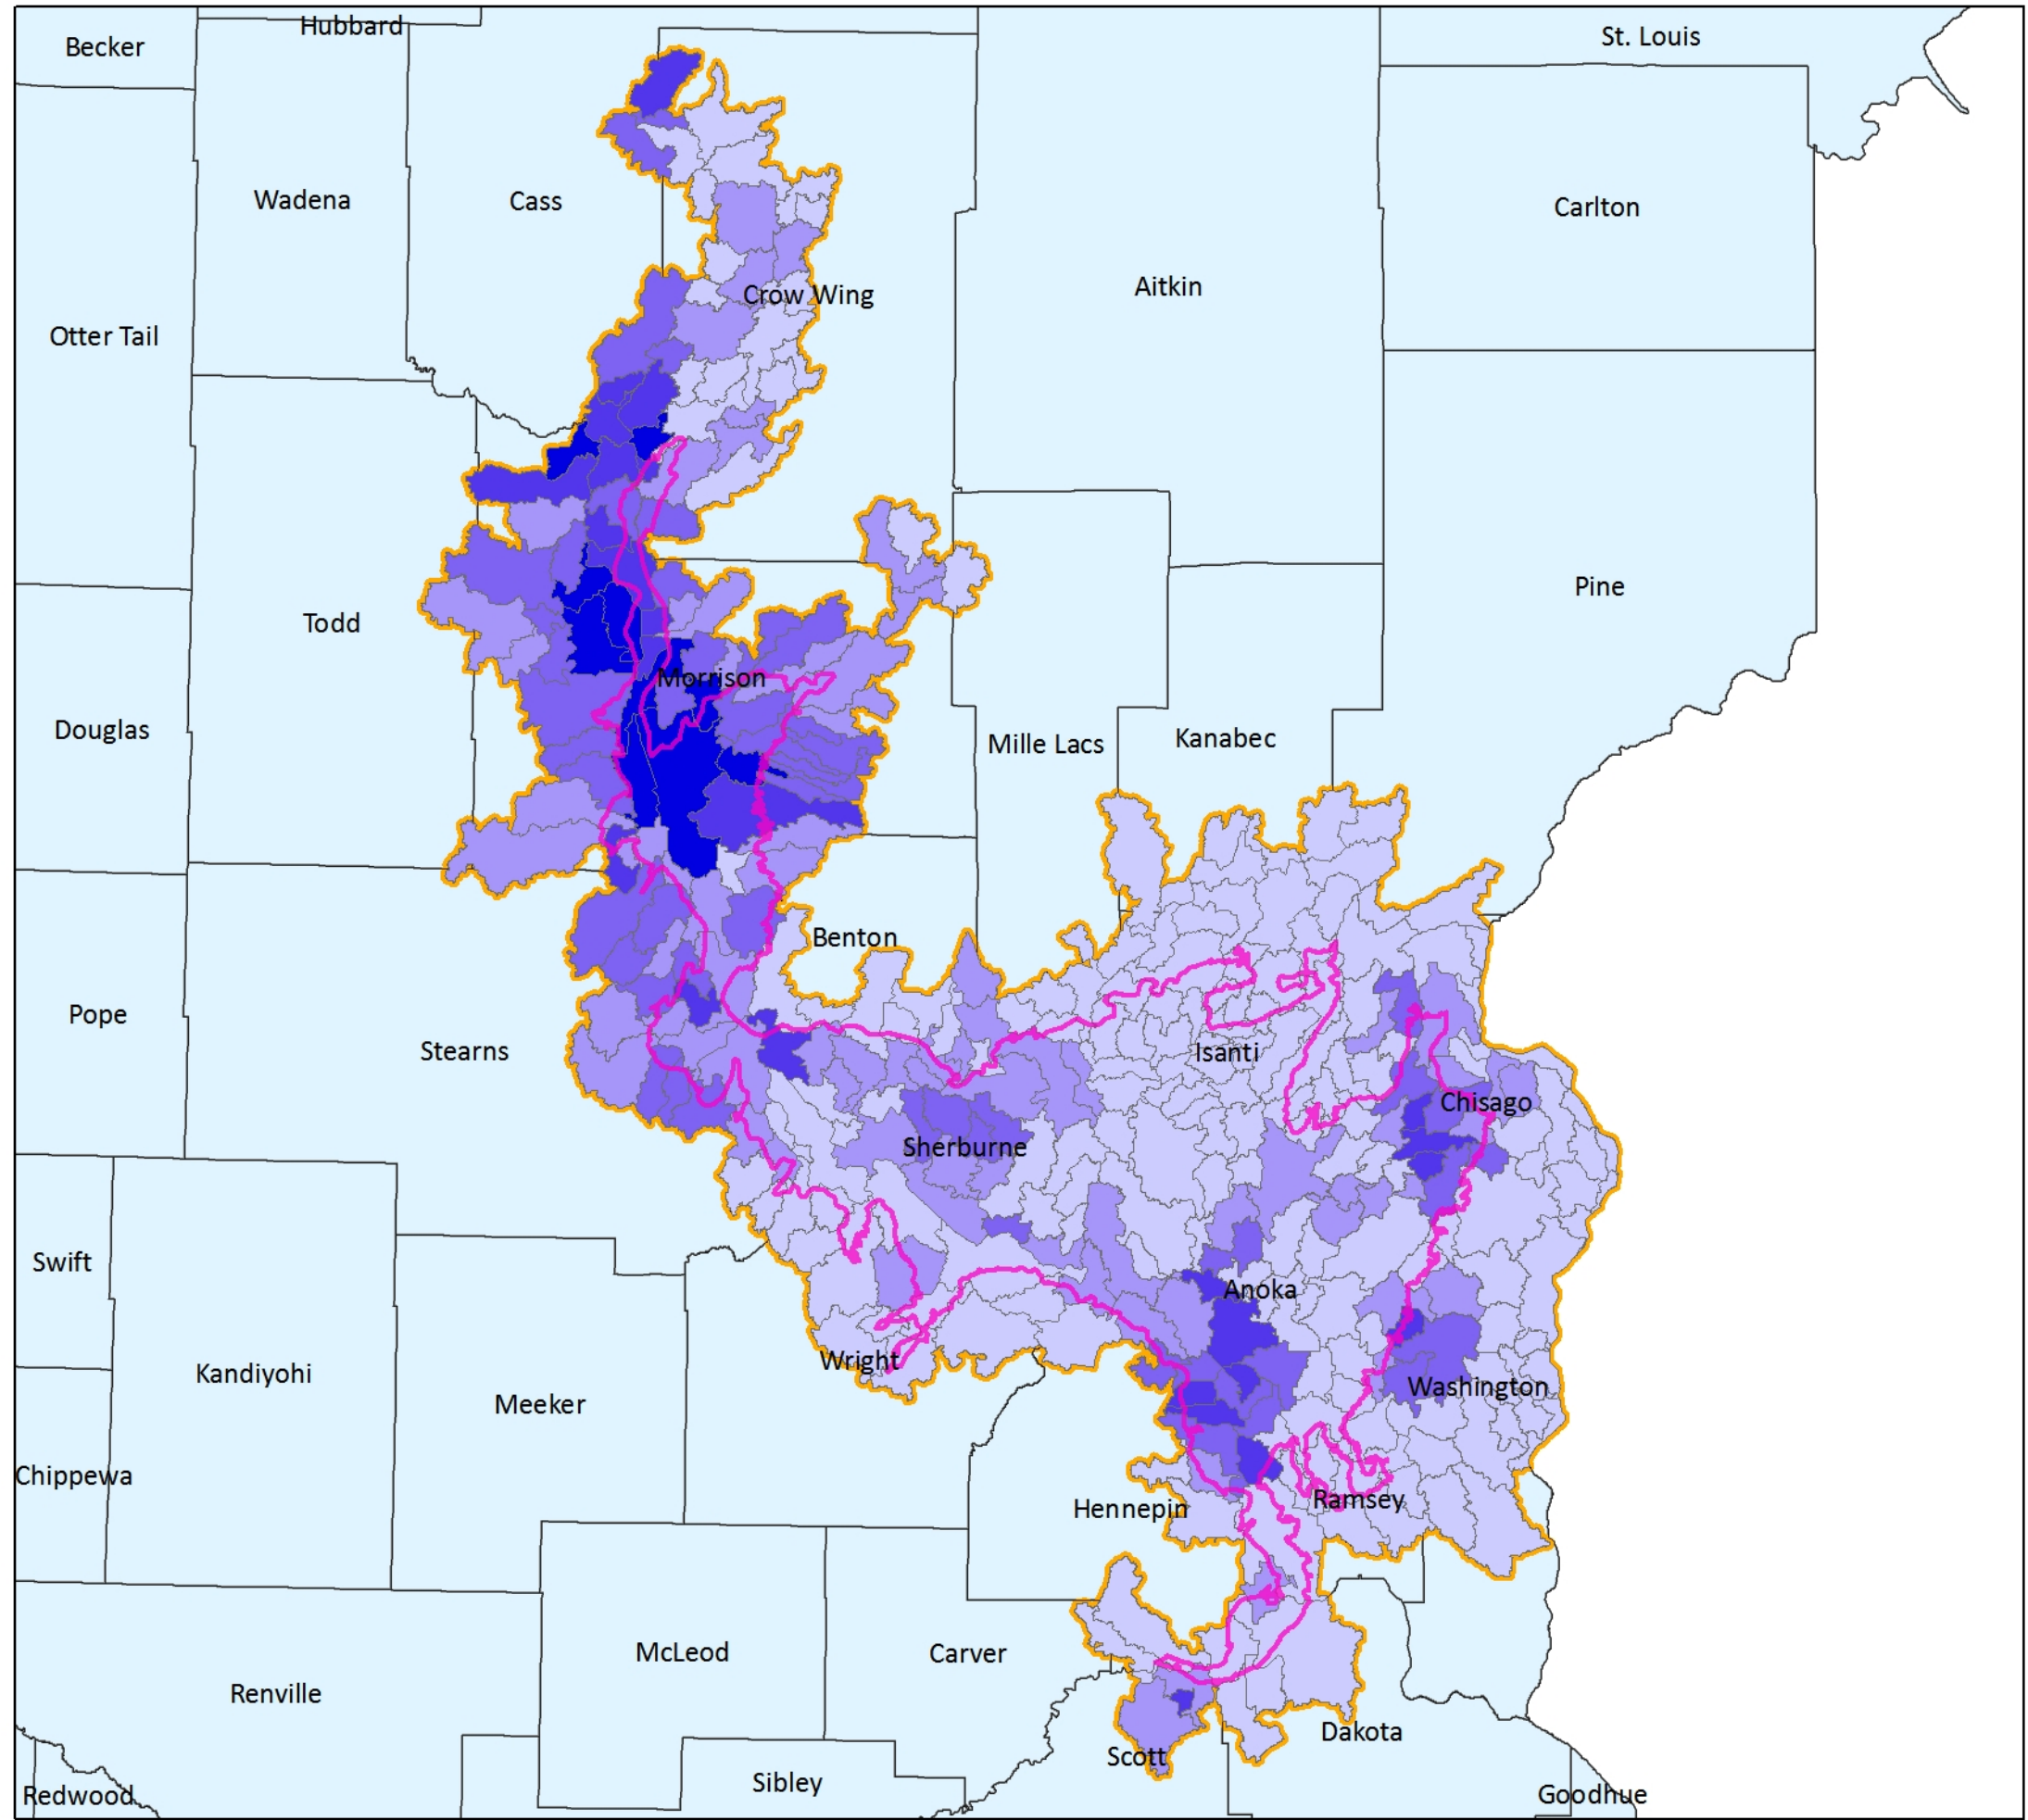 Hubbard
Becker
St. Louis
Wadena
Cass
Carlton
Crow Wing
Aitkin
Otter Tail
Pine
Todd
Morrison
Douglas
Mille Lacs
Kanabec
Benton
Pope
Stearns
Isanti
Chisago
Sherburne
Swift
Anoka
Wright
Kandiyohi
Washington
Meeker
Chippewa
Ramsey
Hennepin
McLeod
Carver
Renville
Dakota
Scott
Sibley
Redwood
Goodhue